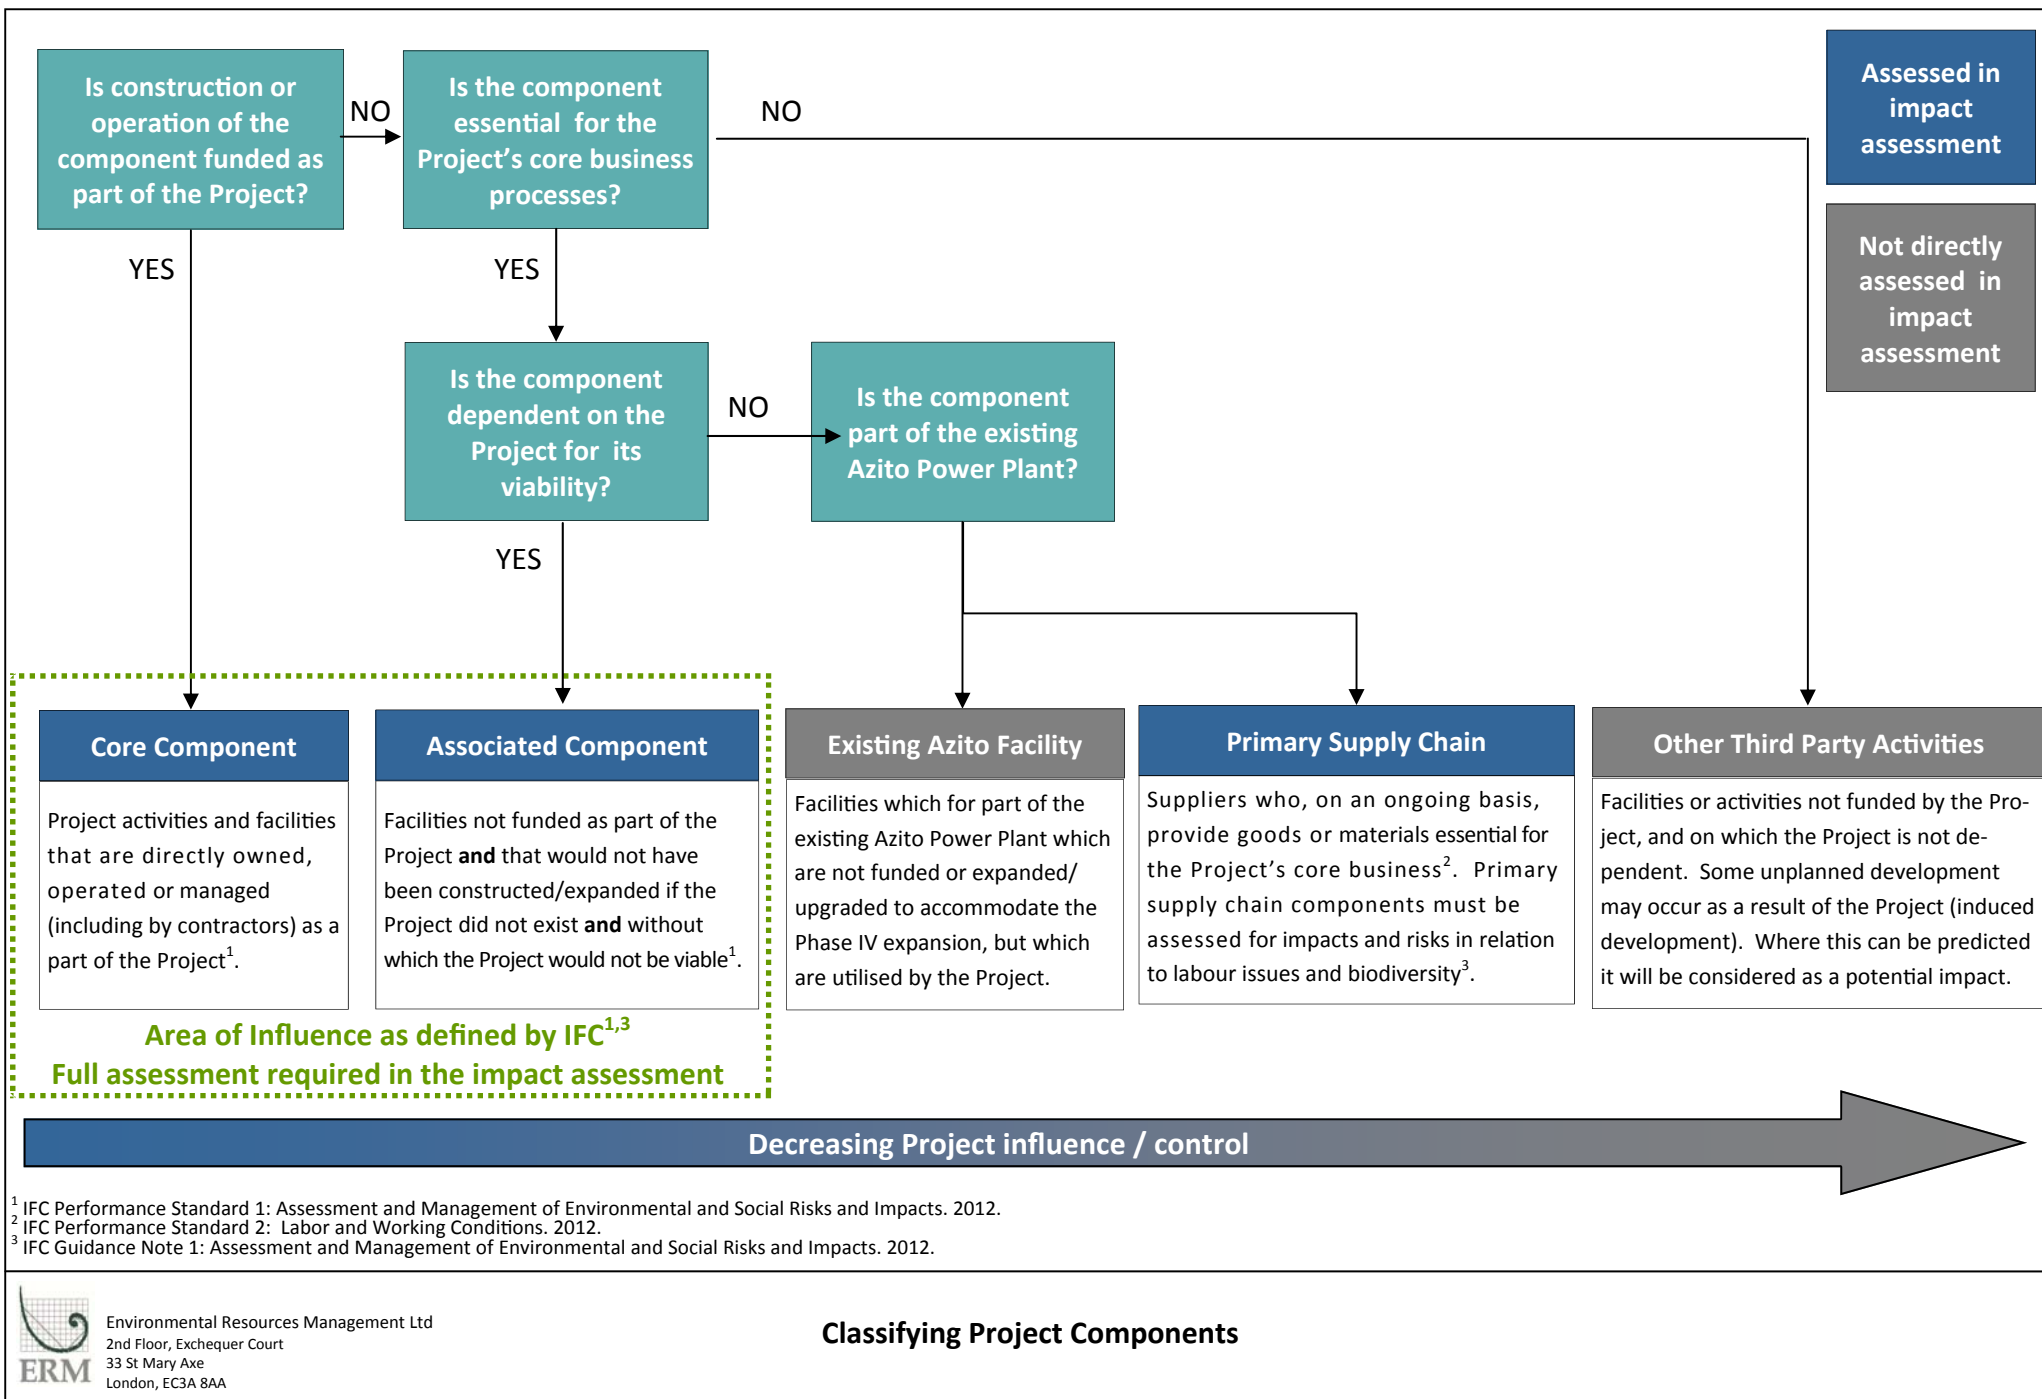 Is construction or
operation of the
component funded as
part of the Project?
NO
Is the component
essential for the
Project's core business
processes?
NO
Assessed in
impact
assessment
Not directly
assessed in
impact
assessment
YES
YES
Is the component
dependent on the
Project for its
viability?
NO
Is the component
part of the existing
Azito Power Plant?
YES
Core Component
Project activities and facilities
that are directly owned,
operated or managed
(including by contractors) as a
part of the Project¹.
Associated Component
Facilities not funded as part of the
Project and that would not have
been constructed/expanded if the
Project did not exist and without
which the Project would not be viable¹.
Existing Azito Facility
Facilities which for part of the
existing Azito Power Plant which
are not funded or expanded/
upgraded to accommodate the
Phase IV expansion, but which
are utilised by the Project.
Primary Supply Chain
Suppliers who, on an ongoing basis,
provide goods or materials essential for
the Project's core business². Primary
supply chain components must be
assessed for impacts and risks in relation
to labour issues and biodiversity³.
Other Third Party Activities
Facilities or activities not funded by the Pro-
ject, and on which the Project is not de-
pendent. Some unplanned development
may occur as a result of the Project (induced
development). Where this can be predicted
it will be considered as a potential impact.
Area of Influence as defined by IFC¹,³
Full assessment required in the impact assessment
Decreasing Project influence / control
¹ IFC Performance Standard 1: Assessment and Management of Environmental and Social Risks and Impacts. 2012.
² IFC Performance Standard 2: Labor and Working Conditions. 2012.
³ IFC Guidance Note 1: Assessment and Management of Environmental and Social Risks and Impacts. 2012.
ERM
Environmental Resources Management Ltd
2nd Floor, Exchequer Court
33 St Mary Axe
London, EC3A 8AA
Classifying Project Components